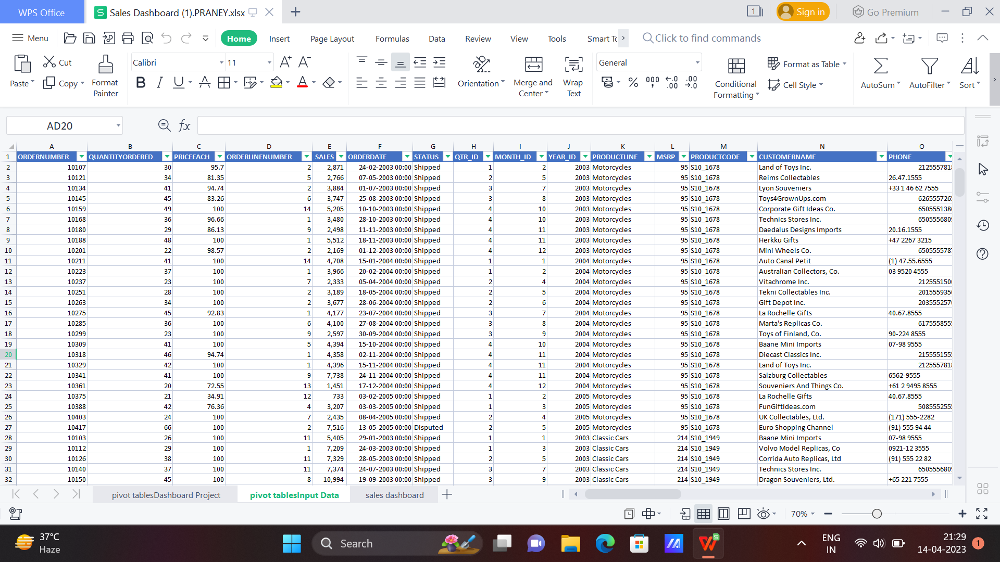 WPS Office
Sales Dashboard (1).PRANEY.xlsx
1
Sign in
Go Premium
Menu
Home
Insert
Page Layout
Formulas
Data
Review
View
Tools
Smart To
Click to find commands
Paste
Cut
Copy
Format Painter
Calibri
11
Orientation
Merge and Center
Wrap Text
General
Conditional Formatting
Format as Table
Cell Style
AutoSum
AutoFilter
Sort
AD20
A B C D E F G H I J K L M N O
1 ORDERNUMBER QUANTITYORDERED PRICEEACH ORDERLINENUMBER SALES ORDERDATE STATUS QTR_ID MONTH_ID YEAR_ID PRODUCTLINE MSRP PRODUCTCODE CUSTOMERNAME PHONE
2 10107 30 95.7 2 2,871 24-02-2003 00:00 Shipped 1 2 2003 Motorcycles 95 S10_1678 Land of Toys Inc. 212555781
3 10121 34 81.35 5 2,766 07-05-2003 00:00 Shipped 2 5 2003 Motorcycles 95 S10_1678 Reims Collectables 26.47.1555
4 10134 41 94.74 2 3,884 01-07-2003 00:00 Shipped 3 7 2003 Motorcycles 95 S10_1678 Lyon Souveniers +33 1 46 62 7555
5 10145 45 83.26 6 3,747 25-08-2003 00:00 Shipped 3 8 2003 Motorcycles 95 S10_1678 Toys4GrownUps.com 626555726
6 10159 49 100 14 5,205 10-10-2003 00:00 Shipped 4 10 2003 Motorcycles 95 S10_1678 Corporate Gift Ideas Co. 650555138
7 10168 36 96.66 1 3,480 28-10-2003 00:00 Shipped 4 10 2003 Motorcycles 95 S10_1678 Technics Stores Inc. 650555680
8 10180 29 86.13 9 2,498 11-11-2003 00:00 Shipped 4 11 2003 Motorcycles 95 S10_1678 Daedalus Designs Imports 20.16.1555
9 10188 48 100 1 5,512 18-11-2003 00:00 Shipped 4 11 2003 Motorcycles 95 S10_1678 Herkku Gifts +47 2267 3215
10 10201 22 98.57 2 2,169 01-12-2003 00:00 Shipped 4 12 2003 Motorcycles 95 S10_1678 Mini Wheels Co. 650555578
11 10211 41 100 14 4,708 15-01-2004 00:00 Shipped 1 1 2004 Motorcycles 95 S10_1678 Auto Canal Petit (1) 47.55.6555
12 10223 37 100 1 3,966 20-02-2004 00:00 Shipped 1 2 2004 Motorcycles 95 S10_1678 Australian Collectors, Co. 03 9520 4555
13 10237 23 100 7 2,333 05-04-2004 00:00 Shipped 2 4 2004 Motorcycles 95 S10_1678 Vitachrome Inc. 212555150
14 10251 28 100 2 3,189 18-05-2004 00:00 Shipped 2 5 2004 Motorcycles 95 S10_1678 Tekni Collectables Inc. 201555935
15 10263 34 100 2 3,677 28-06-2004 00:00 Shipped 2 6 2004 Motorcycles 95 S10_1678 Gift Depot Inc. 203555257
16 10275 45 92.83 1 4,177 23-07-2004 00:00 Shipped 3 7 2004 Motorcycles 95 S10_1678 La Rochelle Gifts 40.67.8555
17 10285 36 100 6 4,100 27-08-2004 00:00 Shipped 3 8 2004 Motorcycles 95 S10_1678 Marta's Replicas Co. 617555855
18 10299 23 100 9 2,597 30-09-2004 00:00 Shipped 3 9 2004 Motorcycles 95 S10_1678 Toys of Finland, Co. 90-224 8555
19 10309 41 100 5 4,394 15-10-2004 00:00 Shipped 4 10 2004 Motorcycles 95 S10_1678 Baane Mini Imports 07-98 9555
20 10318 46 94.74 1 4,358 02-11-2004 00:00 Shipped 4 11 2004 Motorcycles 95 S10_1678 Diecast Classics Inc. 215555155
21 10329 42 100 1 4,396 15-11-2004 00:00 Shipped 4 11 2004 Motorcycles 95 S10_1678 Land of Toys Inc. 212555781
22 10341 41 100 9 7,738 24-11-2004 00:00 Shipped 4 11 2004 Motorcycles 95 S10_1678 Salzburg Collectables 6562-9555
23 10361 20 72.55 13 1,451 17-12-2004 00:00 Shipped 4 12 2004 Motorcycles 95 S10_1678 Souveniers And Things Co. +61 2 9495 8555
24 10375 21 34.91 12 733 03-02-2005 00:00 Shipped 1 2 2005 Motorcycles 95 S10_1678 La Rochelle Gifts 40.67.8555
25 10388 42 76.36 4 3,207 03-03-2005 00:00 Shipped 1 3 2005 Motorcycles 95 S10_1678 FunGiftIdeas.com 508555255
26 10403 24 100 7 2,435 08-04-2005 00:00 Shipped 2 4 2005 Motorcycles 95 S10_1678 UK Collectables, Ltd. (171) 555-2282
27 10417 66 100 2 7,516 13-05-2005 00:00 Disputed 2 5 2005 Motorcycles 95 S10_1678 Euro Shopping Channel (91) 555 94 44
28 10103 26 100 11 5,405 29-01-2003 00:00 Shipped 1 1 2003 Classic Cars 214 S10_1949 Baane Mini Imports 07-98 9555
29 10112 29 100 1 7,209 24-03-2003 00:00 Shipped 1 3 2003 Classic Cars 214 S10_1949 Volvo Model Replicas, Co 0921-12 3555
30 10126 38 100 11 7,329 28-05-2003 00:00 Shipped 2 5 2003 Classic Cars 214 S10_1949 Corrida Auto Replicas, Ltd (91) 555 22 82
31 10140 37 100 11 7,374 24-07-2003 00:00 Shipped 3 7 2003 Classic Cars 214 S10_1949 Technics Stores Inc. 650555680
32 10150 45 100 8 10,994 19-09-2003 00:00 Shipped 3 9 2003 Classic Cars 214 S10_1949 Dragon Souveniers, Ltd. +65 221 7555
pivot tablesDashboard Project
pivot tablesInput Data
sales dashboard
70%
37°C
Haze
Search
ENG
IN
21:29
14-04-2023
1